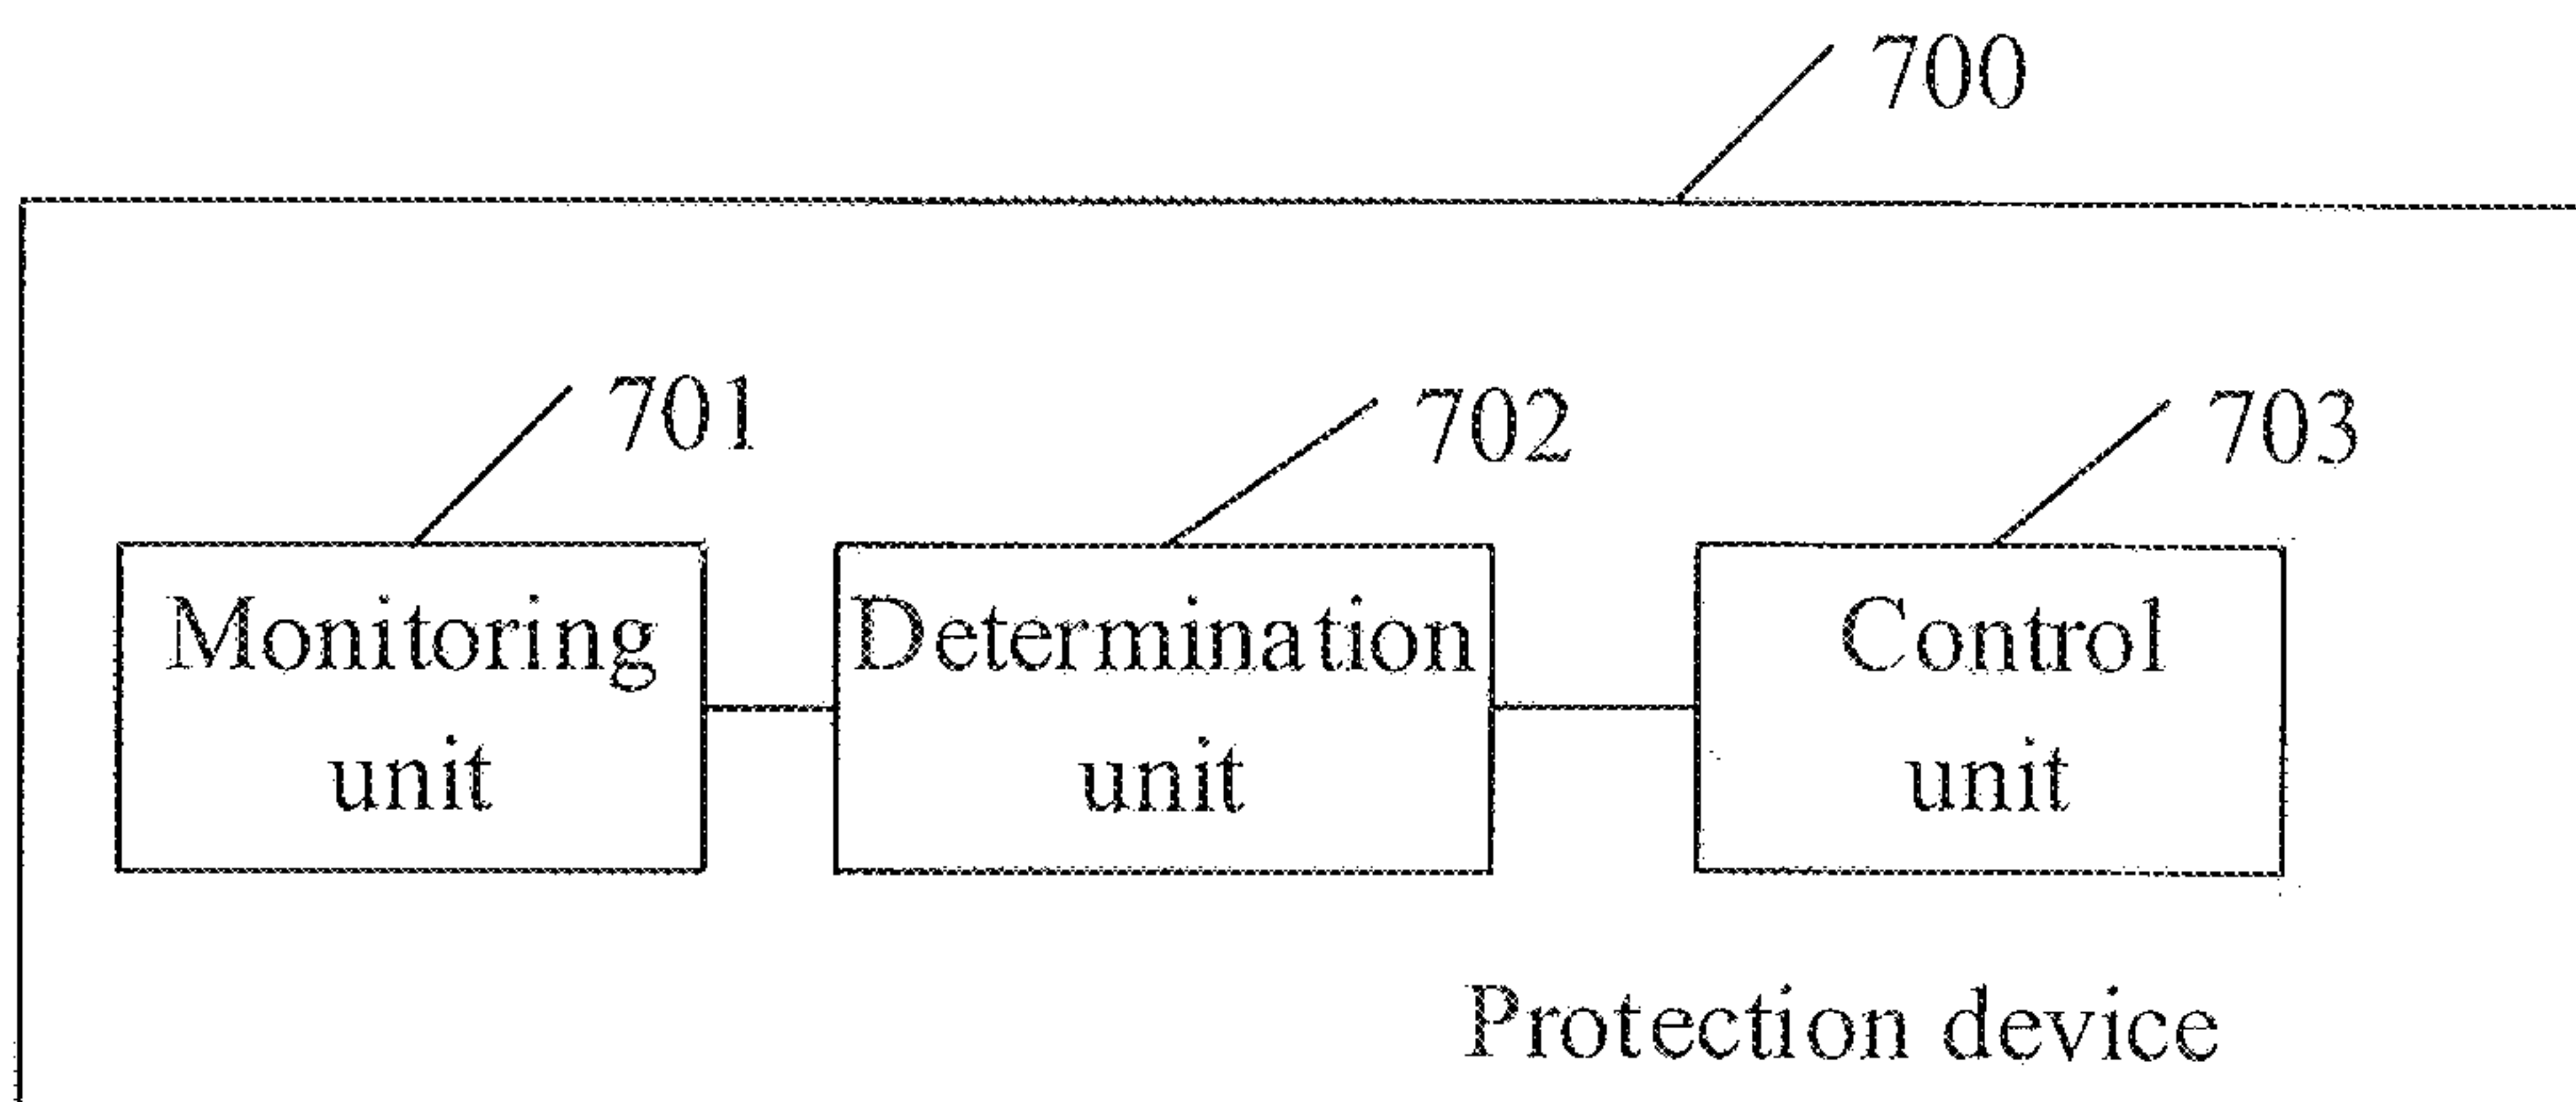 700
701
702
703
Monitoring
unit
Determination
unit
Control
unit
Protection device